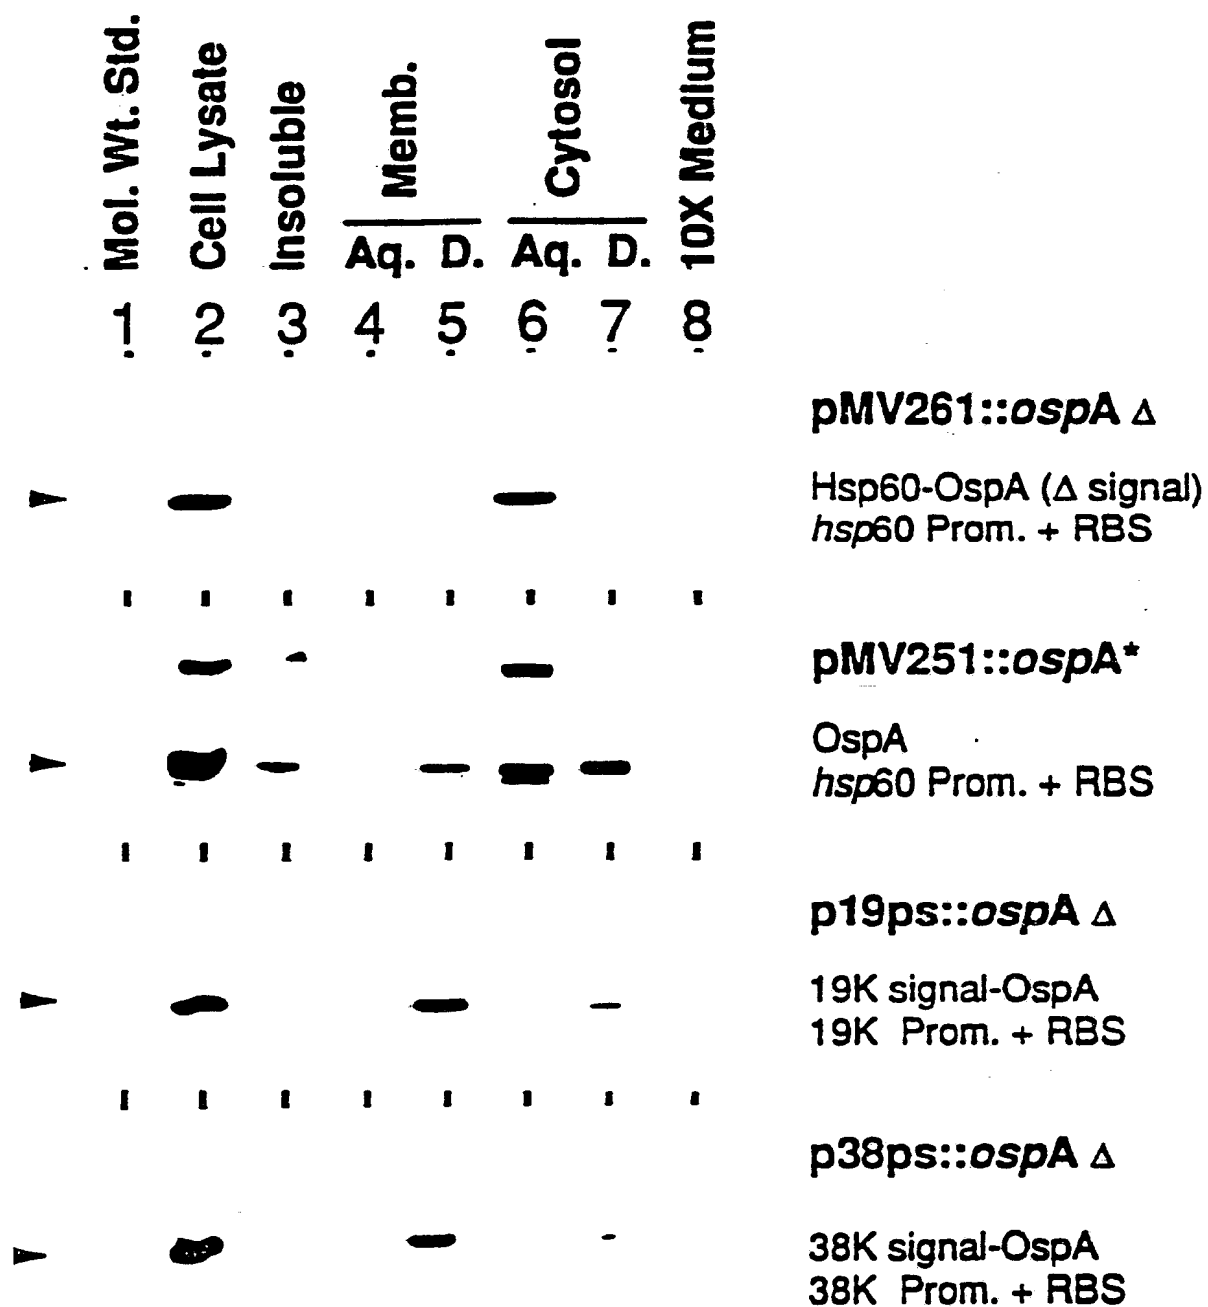 Mol. Wt. Std.
Cell Lysate
Insoluble
Memb.
Cytosol
10X Medium
Aq. D. Aq. D.
1 2 3 4 5 6 7 8
pMV261::ospA Δ
Hsp60-OspA (Δ signal)
hsp60 Prom. + RBS
pMV251::ospA*
OspA
hsp60 Prom. + RBS
p19ps::ospA Δ
19K signal-OspA
19K Prom. + RBS
p38ps::ospA Δ
38K signal-OspA
38K Prom. + RBS